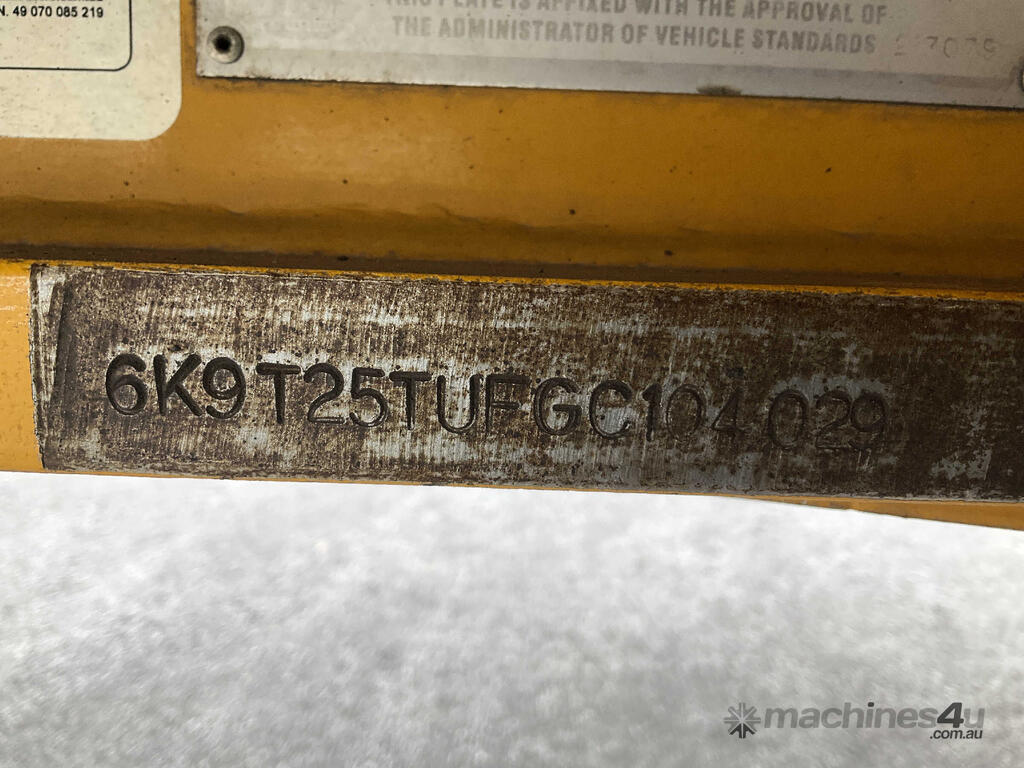 N. 49 070 085 219
THIS PLATE IS AFFIXED WITH THE APPROVAL OF
THE ADMINISTRATOR OF VEHICLE STANDARDS
6K9T25TUFGC104029
machines4u
.com.au